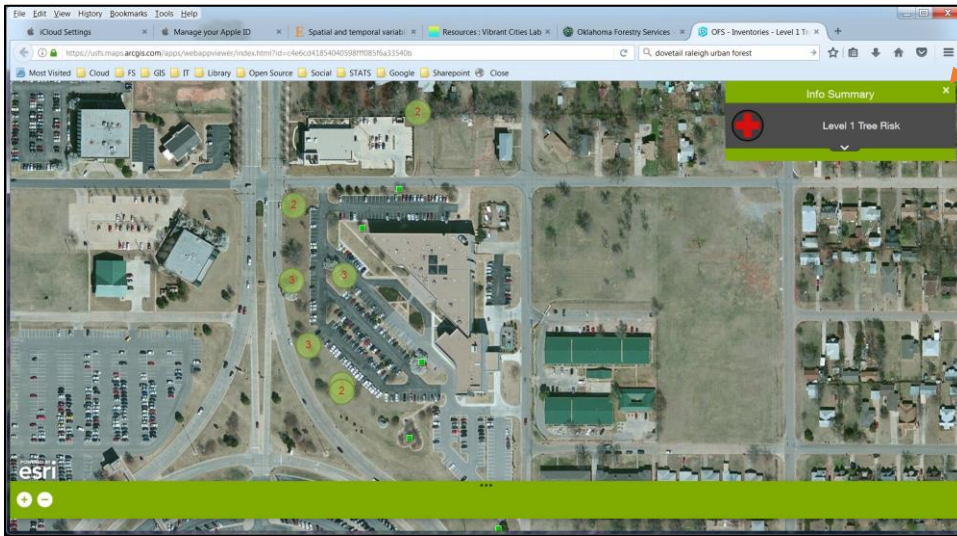 File Edit View History Bookmarks Tools Help
iCloud Settings × Manage your Apple ID × Spatial and temporal variabi × Resources : Vibrant Cities Lab × Oklahoma Forestry Services × OFS - Inventories - Level 1 Tr ×
https://usfs.maps.arcgis.com/apps/webappviewer/index.html?id=c4e6cd41854040598fff085f6a33540b dovetail raleigh urban forest
Most Visited Cloud FS GIS IT Library Open Source Social STATS Google Sharepoint Close
Info Summary
Level 1 Tree Risk
2
2
3
3
2
esri